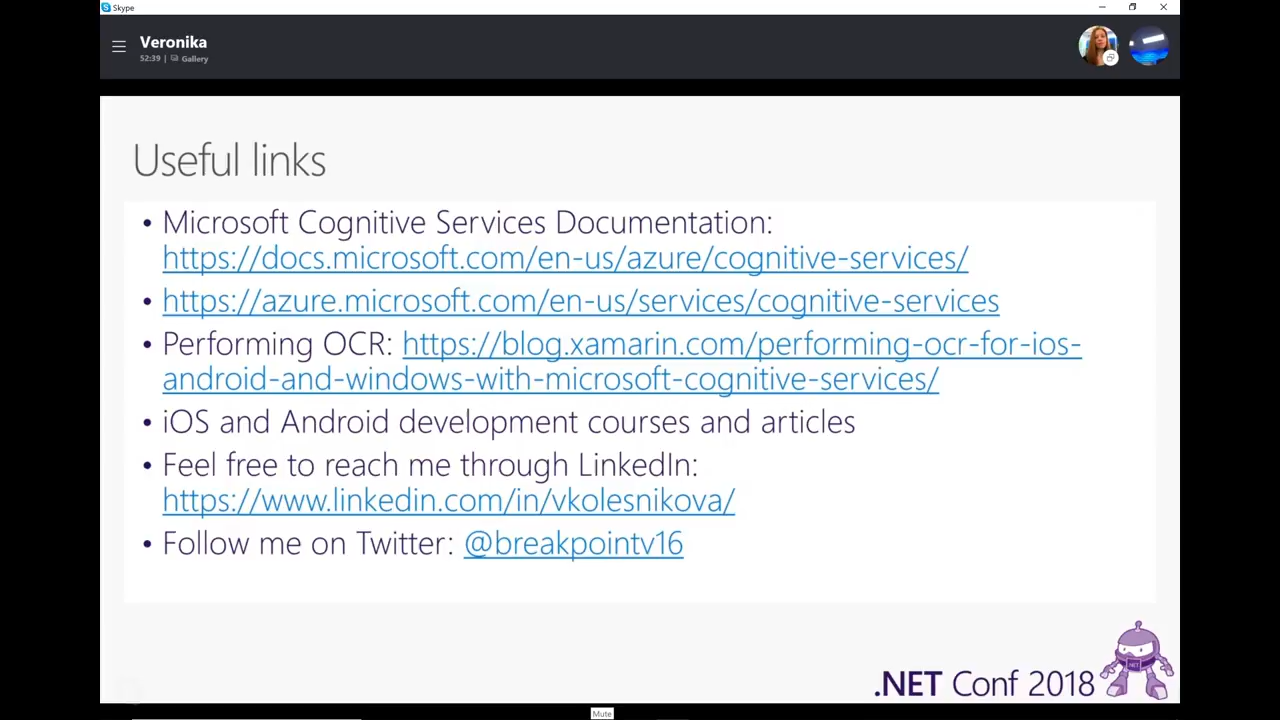 Skype
Veronika
52:39 | Gallery
Useful links
• Microsoft Cognitive Services Documentation:
https://docs.microsoft.com/en-us/azure/cognitive-services/
• https://azure.microsoft.com/en-us/services/cognitive-services
• Performing OCR: https://blog.xamarin.com/performing-ocr-for-ios-
android-and-windows-with-microsoft-cognitive-services/
• iOS and Android development courses and articles
• Feel free to reach me through LinkedIn:
https://www.linkedin.com/in/vkolesnikova/
• Follow me on Twitter: @breakpointv16
.NET Conf 2018
.NET
Mute